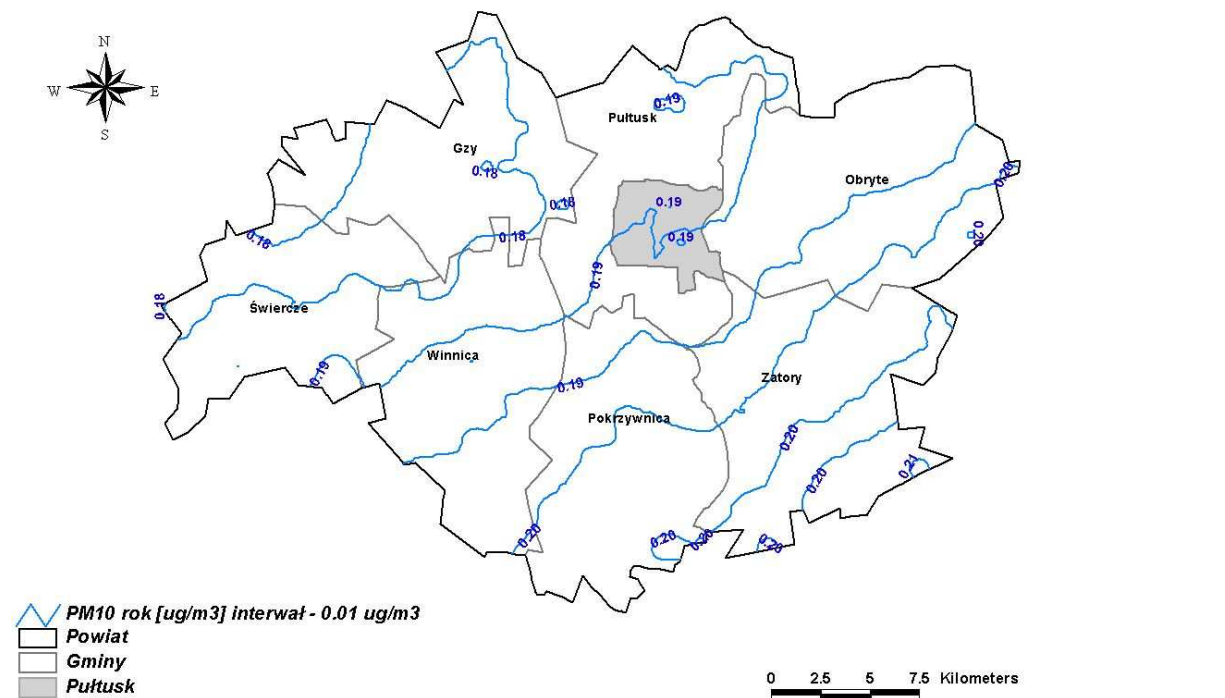 N
W E
S
0.19
Pułtusk
Gzy
0.18
Obryte
0.20
0.18
0.19
0.18
0.18
0.19
0.20
0.19
0.18
Świercze
Winnica
0.19
0.19
Zatory
Pokrzywnica
0.20
0.20
0.21
0.20
0.20
0.20
0.20
PM10 rok [ug/m3] interwał - 0.01 ug/m3
Powiat
Gminy
Pułtusk
0 2.5 5 7.5 Kilometers